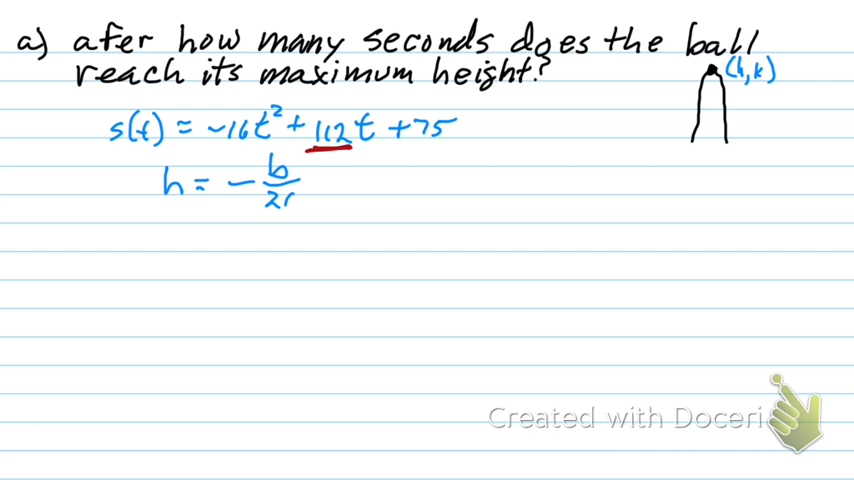 a) afer how many seconds does the ball
reach its maximum height?
(h,k)
s(t) = -16t² + 112t + 75
h = - b/2a
Created with Doceri